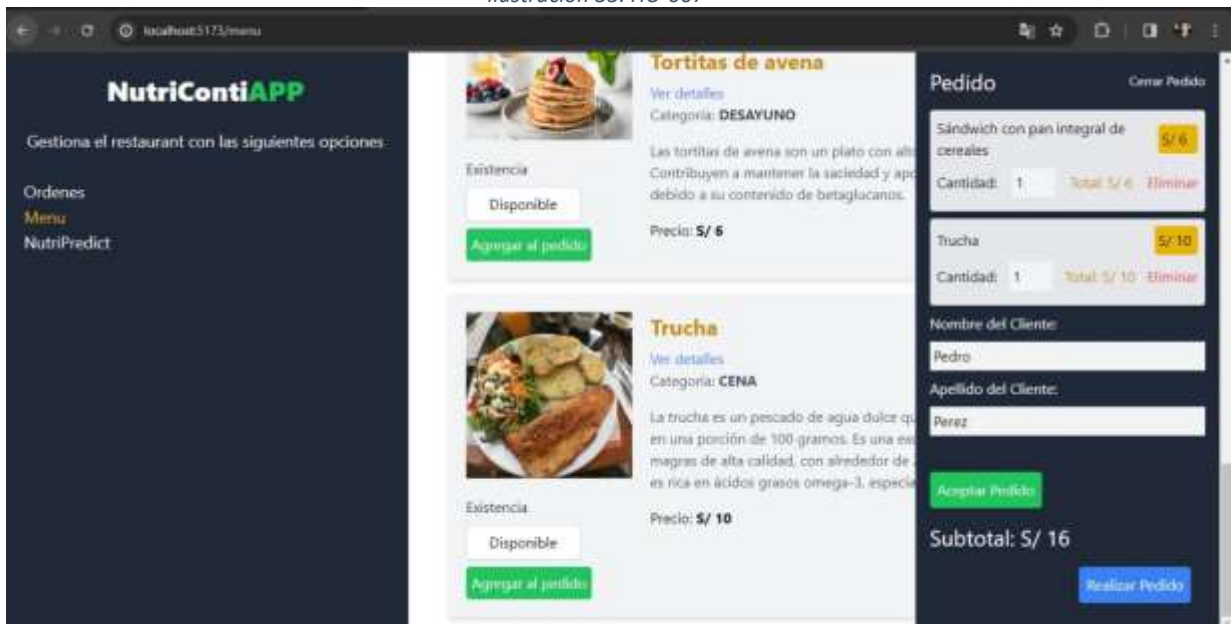 localhost:5173/menu
NutriContiAPP
Gestiona el restaurant con las siguientes opciones
Ordenes
Menu
NutriPredict
Tortitas de avena
Ver detalles
Categoría: DESAYUNO
Las tortitas de avena son un plato con alto
Contribuyen a mantener la saciedad y
debido a su contenido de betaglucanos.
Precio: S/ 6
Existencia
Disponible
Agregar al pedido
Trucha
Ver detalles
Categoría: CENA
La trucha es un pescado de agua dulce
en una porción de 100 gramos. Es una
magras de alta calidad, con alrededor de
es rica en ácidos grasos omega-3,
Precio: S/ 10
Existencia
Disponible
Agregar al pedido
Pedido
Cerrar Pedido
Sándwich con pan integral de
cereales
S/ 6
Cantidad: 1 Total: S/ 6 Eliminar
Trucha
S/ 10
Cantidad: 1 Total: S/ 10 Eliminar
Nombre del Cliente:
Pedro
Apellido del Cliente:
Perez
Aceptar Pedido
Subtotal: S/ 16
Realizar Pedido